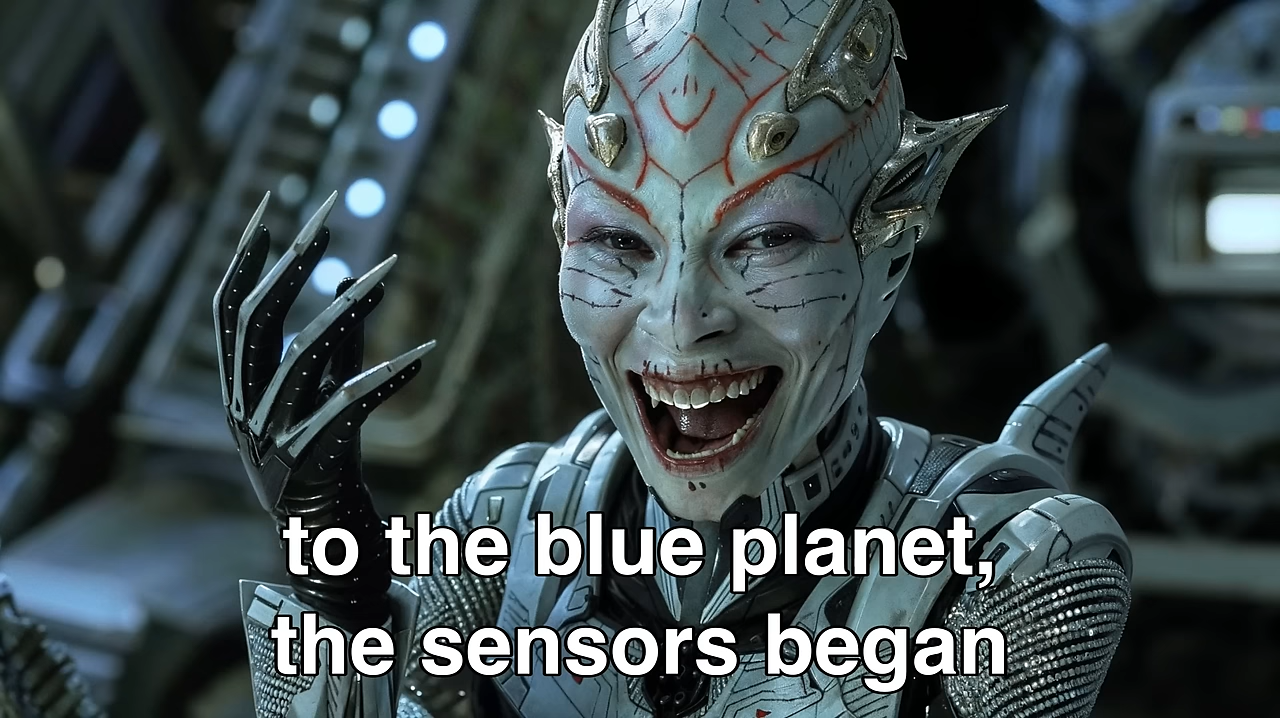 to the blue planet,
the sensors began